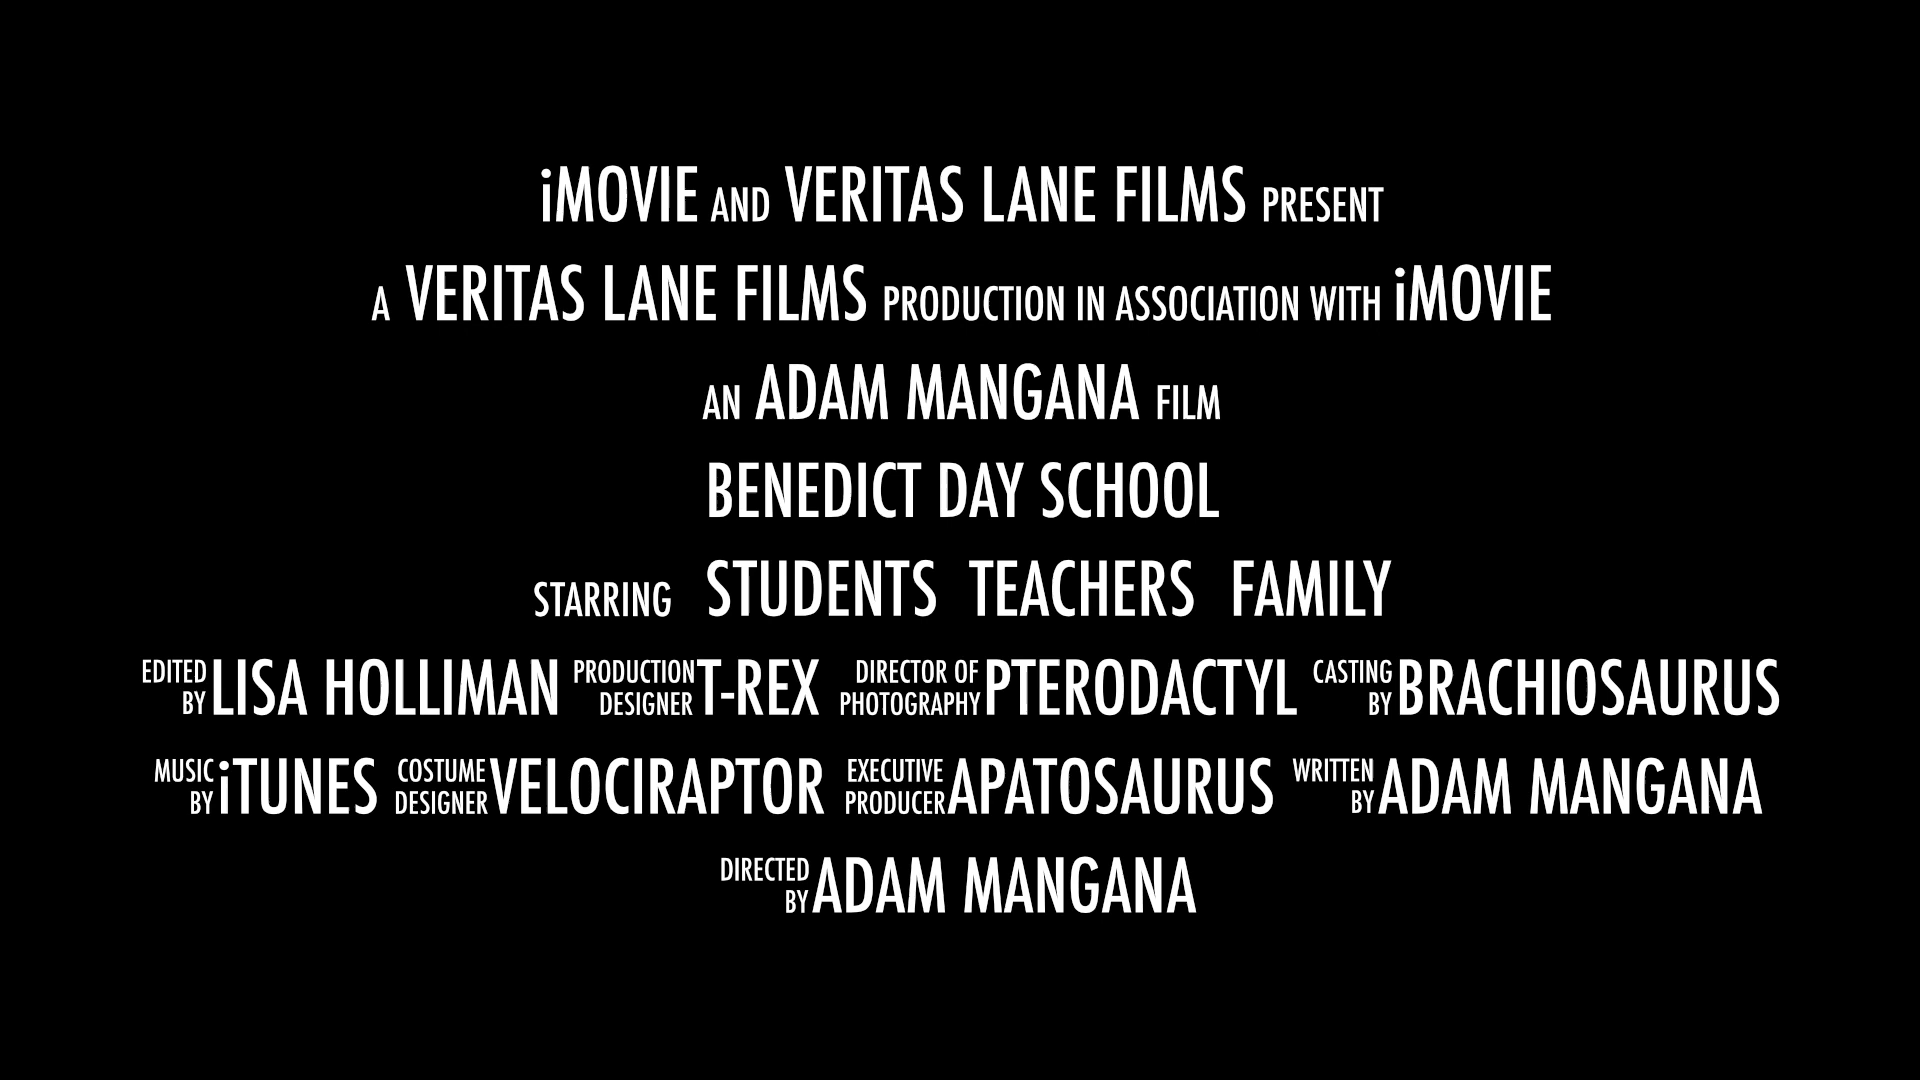 iMOVIE AND VERITAS LANE FILMS PRESENT
A VERITAS LANE FILMS PRODUCTION IN ASSOCIATION WITH iMOVIE
AN ADAM MANGANA FILM
BENEDICT DAY SCHOOL
STARRING STUDENTS TEACHERS FAMILY
EDITED BY LISA HOLLIMAN PRODUCTION DESIGNER T-REX DIRECTOR OF PHOTOGRAPHY PTERODACTYL CASTING BY BRACHIOSAURUS
MUSIC BY iTUNES COSTUME DESIGNER VELOCIRAPTOR EXECUTIVE PRODUCER APATOSAURUS WRITTEN BY ADAM MANGANA
DIRECTED BY ADAM MANGANA